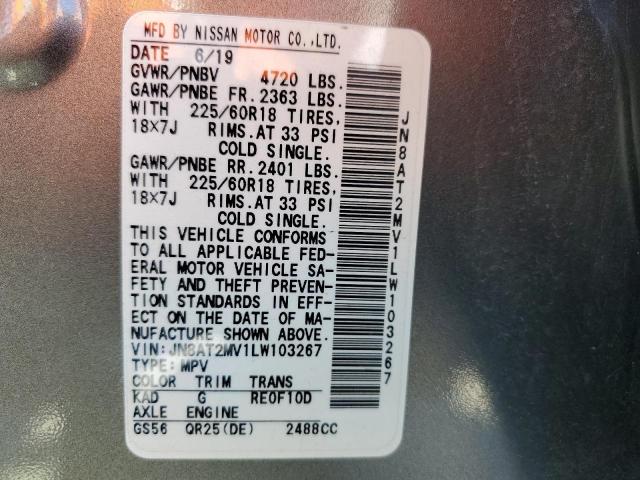 MFD BY NISSAN MOTOR CO.,LTD.
DATE 6/19
GVWR/PNBV 4720 LBS.
GAWR/PNBE FR.2363 LBS.
WITH 225/60R18 TIRES,
18X7J RIMS.AT 33 PSI
COLD SINGLE.
GAWR/PNBE RR.2401 LBS.
WITH 225/60R18 TIRES,
18X7J RIMS.AT 33 PSI
COLD SINGLE.
THIS VEHICLE CONFORMS
TO ALL APPLICABLE FED-
ERAL MOTOR VEHICLE SA-
FETY AND THEFT PREVEN-
TION STANDARDS IN EFF-
ECT ON THE DATE OF MA-
NUFACTURE SHOWN ABOVE.
VIN:JN8AT2MV1LW103267
TYPE:MPV
COLOR TRIM TRANS
KAD G RE0F10D
AXLE ENGINE
GS56 QR25(DE) 2488CC
JN8AT2MV1LW103267